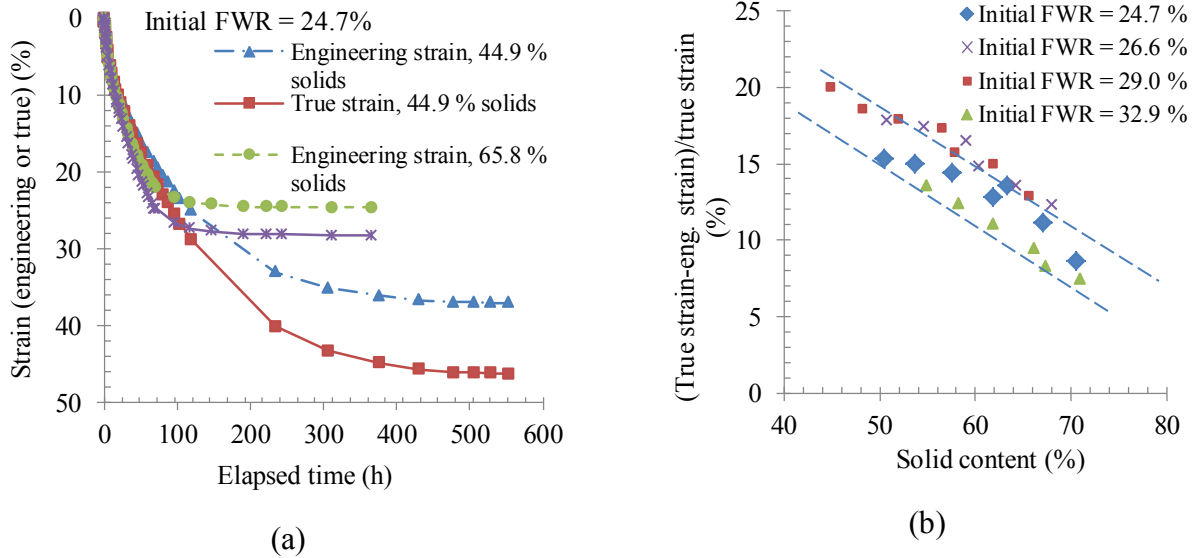 Initial FWR = 24.7%
Engineering strain, 44.9 %
solids
True strain, 44.9 % solids
Engineering strain, 65.8 %
solids
Strain (engineering or true) (%)
0
10
20
30
40
50
0 100 200 300 400 500 600
Elapsed time (h)
(a)
Initial FWR = 24.7 %
Initial FWR = 26.6 %
Initial FWR = 29.0 %
Initial FWR = 32.9 %
(True strain-eng. strain)/true strain
(%)
25
20
15
10
5
0
40 50 60 70 80
Solid content (%)
(b)